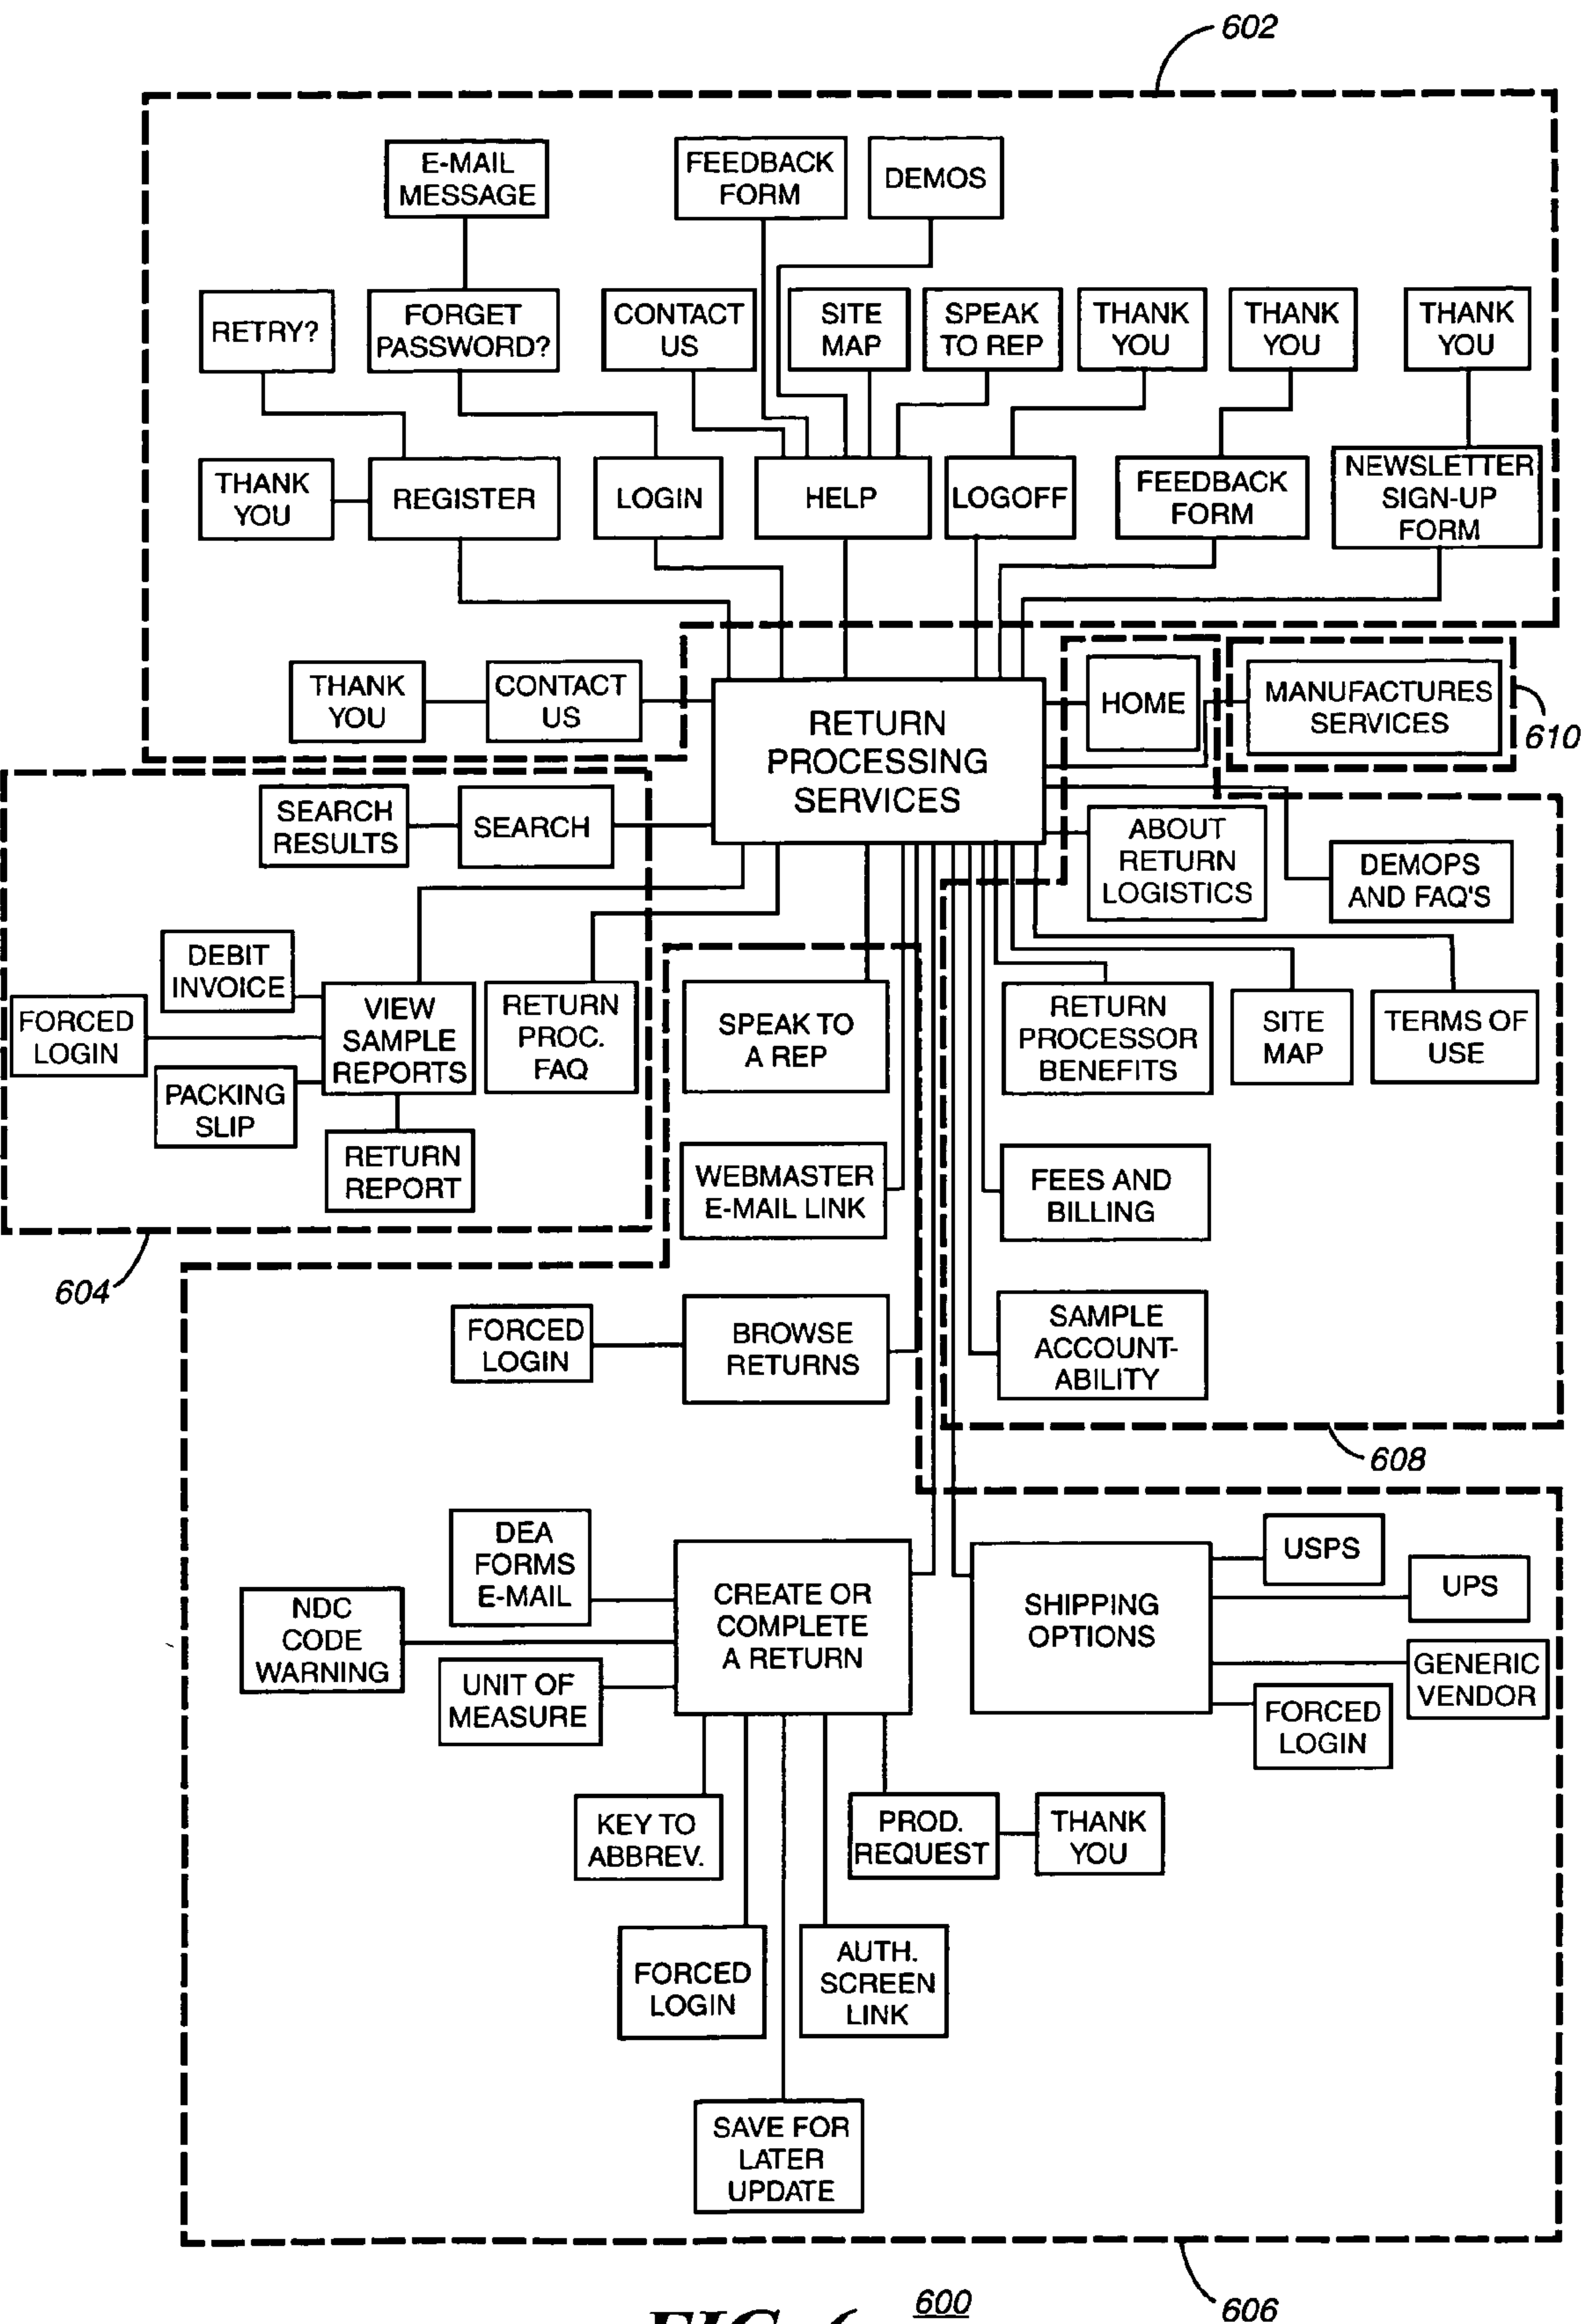 602
E-MAIL
MESSAGE
FEEDBACK
FORM
DEMOS
RETRY?
FORGET
PASSWORD?
CONTACT
US
SITE
MAP
SPEAK
TO REP
THANK
YOU
THANK
YOU
THANK
YOU
THANK
YOU
REGISTER
LOGIN
HELP
LOGOFF
FEEDBACK
FORM
NEWSLETTER
SIGN-UP
FORM
THANK
YOU
CONTACT
US
RETURN
PROCESSING
SERVICES
HOME
MANUFACTURES
SERVICES
610
SEARCH
RESULTS
SEARCH
ABOUT
RETURN
LOGISTICS
DEMOPS
AND FAQ'S
DEBIT
INVOICE
FORCED
LOGIN
VIEW
SAMPLE
REPORTS
PACKING
SLIP
RETURN
REPORT
RETURN
PROC.
FAQ
SPEAK TO
A REP
RETURN
PROCESSOR
BENEFITS
SITE
MAP
TERMS OF
USE
WEBMASTER
E-MAIL LINK
FEES AND
BILLING
604
FORCED
LOGIN
BROWSE
RETURNS
SAMPLE
ACCOUNT-
ABILITY
608
DEA
FORMS
E-MAIL
NDC
CODE
WARNING
UNIT OF
MEASURE
CREATE OR
COMPLETE
A RETURN
SHIPPING
OPTIONS
USPS
UPS
GENERIC
VENDOR
FORCED
LOGIN
KEY TO
ABBREV.
PROD.
REQUEST
THANK
YOU
FORCED
LOGIN
AUTH.
SCREEN
LINK
SAVE FOR
LATER
UPDATE
600
606